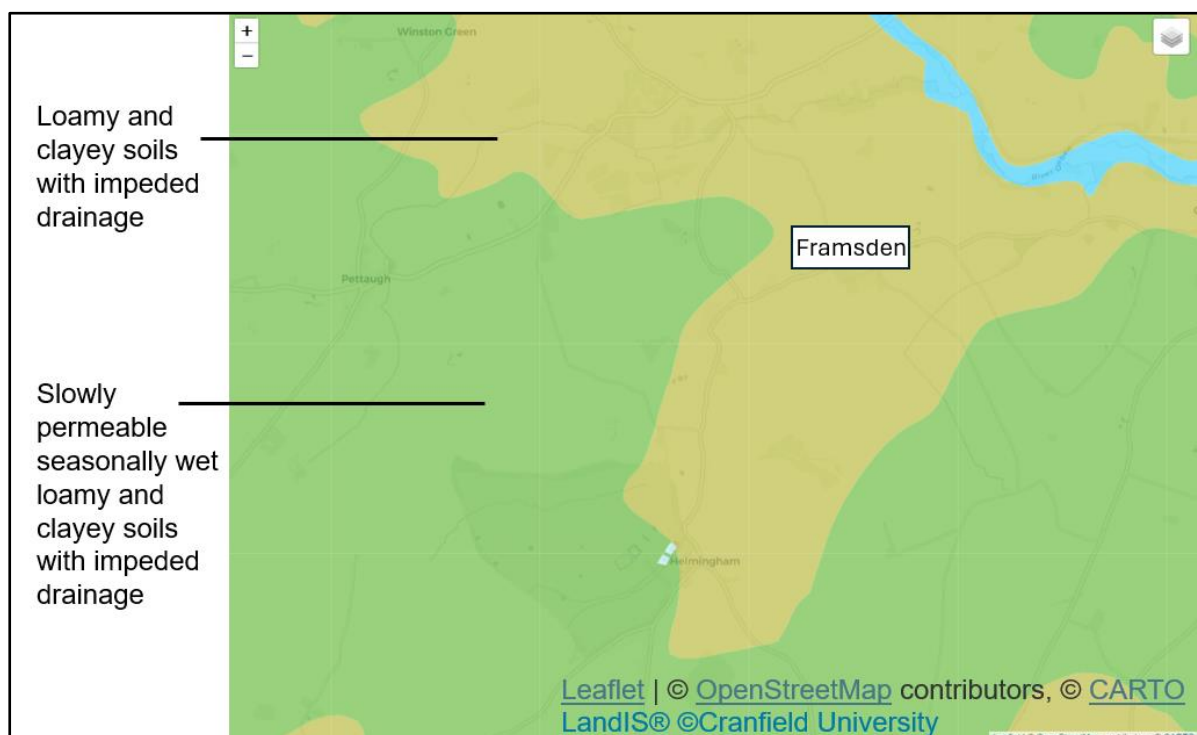 +
−
Winston Green
Loamy and
clayey soils
with impeded
drainage
River
Framsden
Pettaugh
Slowly
permeable
seasonally wet
loamy and
clayey soils
with impeded
drainage
Helmingham
Leaflet | © OpenStreetMap contributors, © CARTO
LandIS® ©Cranfield University